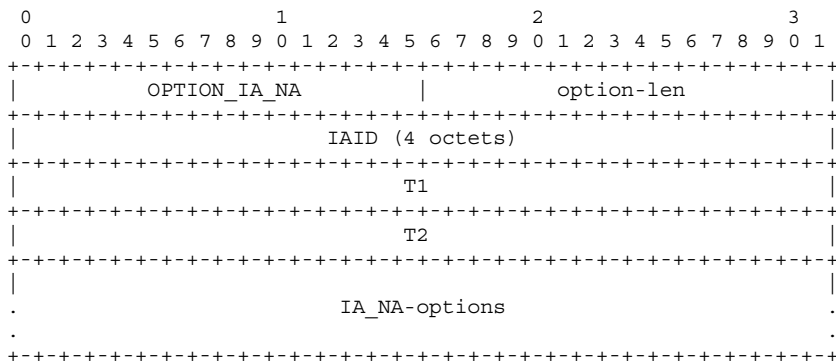 0                   1                   2                   3
 0 1 2 3 4 5 6 7 8 9 0 1 2 3 4 5 6 7 8 9 0 1 2 3 4 5 6 7 8 9 0 1
+-+-+-+-+-+-+-+-+-+-+-+-+-+-+-+-+-+-+-+-+-+-+-+-+-+-+-+-+-+-+-+-+
|          OPTION_IA_NA         |          option-len           |
+-+-+-+-+-+-+-+-+-+-+-+-+-+-+-+-+-+-+-+-+-+-+-+-+-+-+-+-+-+-+-+-+
|                        IAID (4 octets)                        |
+-+-+-+-+-+-+-+-+-+-+-+-+-+-+-+-+-+-+-+-+-+-+-+-+-+-+-+-+-+-+-+-+
|                              T1                               |
+-+-+-+-+-+-+-+-+-+-+-+-+-+-+-+-+-+-+-+-+-+-+-+-+-+-+-+-+-+-+-+-+
|                              T2                               |
+-+-+-+-+-+-+-+-+-+-+-+-+-+-+-+-+-+-+-+-+-+-+-+-+-+-+-+-+-+-+-+-+
|                                                               |
.                         IA_NA-options                         .
.                                                               .
+-+-+-+-+-+-+-+-+-+-+-+-+-+-+-+-+-+-+-+-+-+-+-+-+-+-+-+-+-+-+-+-+